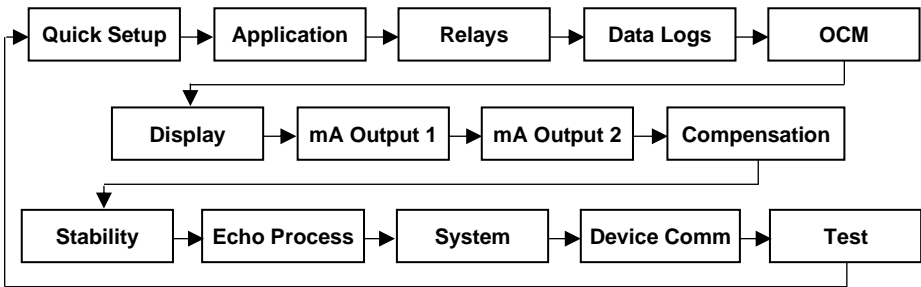 Quick Setup
Application
Relays
Data Logs
OCM
Display
mA Output 1
mA Output 2
Compensation
Stability
Echo Process
System
Device Comm
Test